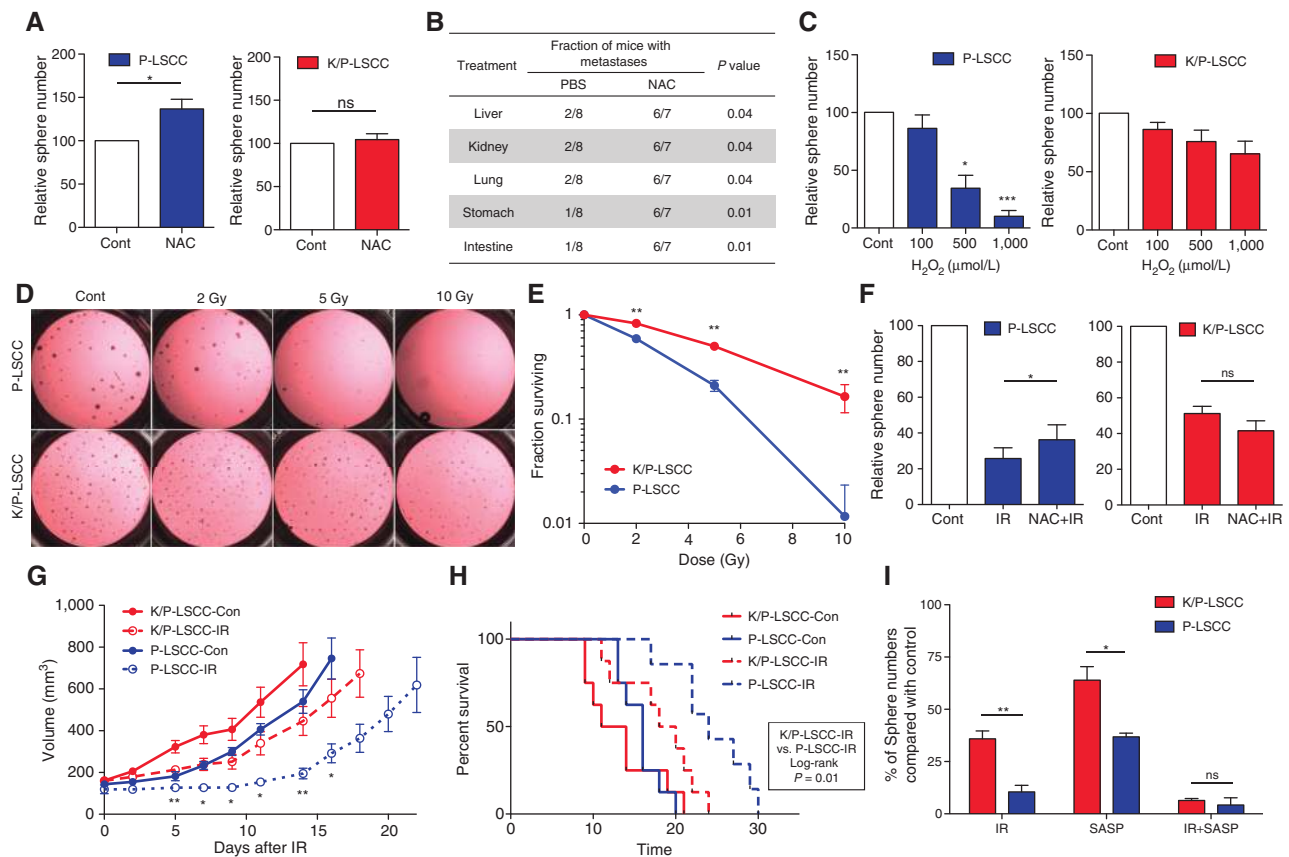 A
200
150
100
50
0
Relative sphere number
P-LSCC
*
Cont
NAC
200
150
100
50
0
Relative sphere number
K/P-LSCC
ns
Cont
NAC
B
Treatment
Fraction of mice with
metastases
P value
PBS
NAC
Liver 2/8 6/7 0.04
Kidney 2/8 6/7 0.04
Lung 2/8 6/7 0.04
Stomach 1/8 6/7 0.01
Intestine 1/8 6/7 0.01
C
150
100
50
0
Relative sphere number
P-LSCC
*
***
Cont 100 500 1,000
H2O2 (μmol/L)
150
100
50
0
Relative sphere number
K/P-LSCC
Cont 100 500 1,000
H2O2 (μmol/L)
D
Cont 2 Gy 5 Gy 10 Gy
P-LSCC
K/P-LSCC
E
1
0.1
0.01
Fraction surviving
**
**
**
K/P-LSCC
P-LSCC
0 2 4 6 8 10
Dose (Gy)
F
100
80
60
40
20
0
Relative sphere number
P-LSCC
*
Cont IR NAC+IR
100
80
60
40
20
0
K/P-LSCC
ns
Cont IR NAC+IR
G
1,000
800
600
400
200
0
Volume (mm3)
K/P-LSCC-Con
K/P-LSCC-IR
P-LSCC-Con
P-LSCC-IR
** * * * ** *
0 5 10 15 20
Days after IR
H
100
50
0
Percent survival
K/P-LSCC-Con
P-LSCC-Con
K/P-LSCC-IR
P-LSCC-IR
K/P-LSCC-IR
vs. P-LSCC-IR
Log-rank
P = 0.01
0 10 20 30
Time
I
100
75
50
25
0
% of Sphere numbers
compared with control
K/P-LSCC
P-LSCC
**
*
ns
IR SASP IR+SASP